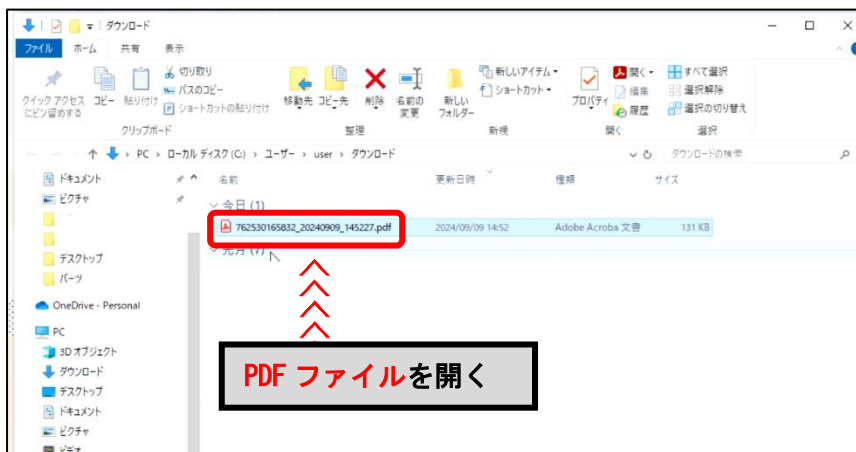 ダウンロード
ファイル ホーム 共有 表示
クイック アクセスにピン留めする
コピー
貼り付け
切り取り
パスのコピー
ショートカットの貼り付け
移動先 コピー先 削除 名前の変更
新しいフォルダー
新しいアイテム
ショートカット
プロパティ
開く
編集
履歴
すべて選択
選択解除
選択の切り替え
クリップボード 整理 新規 開く 選択
PC > ローカル ディスク (C:) > ユーザー > user > ダウンロード
ダウンロードの検索
名前 更新日時 種類 サイズ
今日 (1)
762530165832_20240909_145227.pdf 2024/09/09 14:52 Adobe Acroba 文書 131 KB
先月 (7)
ドキュメント
ピクチャ
デスクトップ
パーツ
OneDrive - Personal
PC
3D オブジェクト
ダウンロード
デスクトップ
ドキュメント
ピクチャ
ビデオ
PDF ファイルを開く